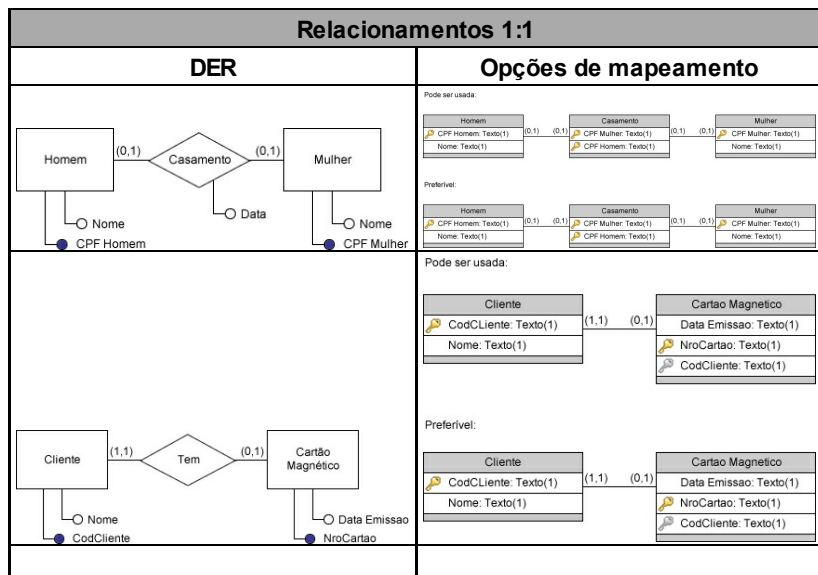 Relacionamentos 1:1
DER
Opções de mapeamento
Homem
(0,1)
Casamento
(0,1)
Mulher
Data
Nome
CPF Homem
Nome
CPF Mulher
Pode ser usada:
Homem
CPF Homem: Texto(1)
Nome: Texto(1)
(0,1)
(0,1)
Casamento
CPF Mulher: Texto(1)
CPF Homem: Texto(1)
(0,1)
(0,1)
Mulher
CPF Mulher: Texto(1)
Nome: Texto(1)
Preferível:
Homem
CPF Homem: Texto(1)
Nome: Texto(1)
(0,1)
(0,1)
Casamento
CPF Mulher: Texto(1)
CPF Homem: Texto(1)
(0,1)
(0,1)
Mulher
CPF Mulher: Texto(1)
Nome: Texto(1)
Cliente
(1,1)
Tem
(0,1)
Cartão
Magnético
Nome
CodCliente
Data Emissao
NroCartao
Pode ser usada:
Cliente
CodCLiente: Texto(1)
Nome: Texto(1)
(1,1)
(0,1)
Cartao Magnetico
Data Emissao: Texto(1)
NroCartao: Texto(1)
CodCliente: Texto(1)
Preferível:
Cliente
CodCLiente: Texto(1)
Nome: Texto(1)
(1,1)
(0,1)
Cartao Magnetico
Data Emissao: Texto(1)
NroCartao: Texto(1)
CodCliente: Texto(1)